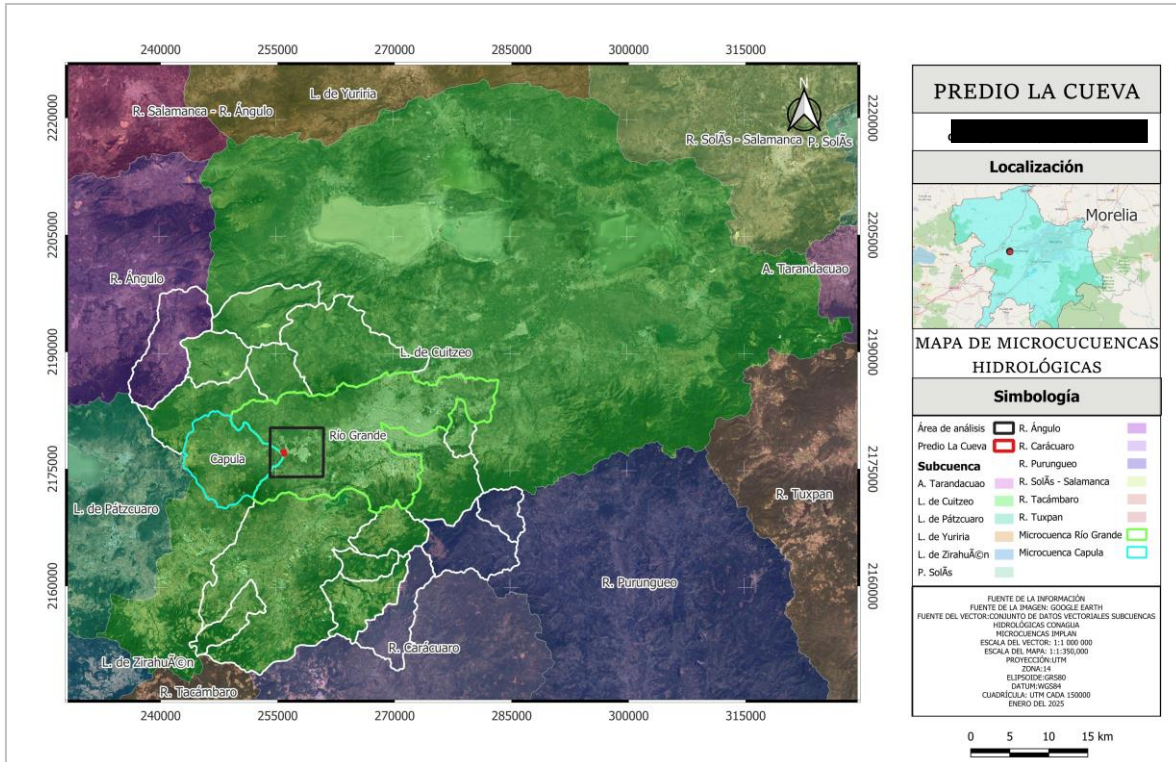 240000 255000 270000 285000 300000 315000
2220000
2205000
2190000
2175000
2160000
N
L. de Yuriria
R. Salamanca - R. Ángulo
R. SolÃs - Salamanca
P. SolÃs
R. Ángulo
A. Tarandacuao
L. de Cuitzeo
Río Grande
Capula
L. de Pátzcuaro
R. Tuxpan
R. Purungueo
R. Carácuaro
L. de ZirahuÃ©n
R. Tacámbaro
2220000
2205000
2190000
2175000
2160000
240000 255000 270000 285000 300000 315000
PREDIO LA CUEVA
Localización
Morelia
MAPA DE MICROCUCUENCAS
HIDROLÓGICAS
Simbología
Área de análisis
Predio La Cueva
Subcuenca
A. Tarandacuao
L. de Cuitzeo
L. de Pátzcuaro
L. de Yuriria
L. de ZirahuÃ©n
P. SolÃs
R. Ángulo
R. Carácuaro
R. Purungueo
R. SolÃs - Salamanca
R. Tacámbaro
R. Tuxpan
Microcuenca Río Grande
Microcuenca Capula
FUENTE DE LA INFORMACIÓN
FUENTE DE LA IMAGEN: GOOGLE EARTH
FUENTE DEL VECTOR:CONJUNTO DE DATOS VECTORIALES SUBCUENCAS
HIDROLÓGICAS CONAGUA
MICROCUENCAS IMPLAN
ESCALA DEL VECTOR: 1:1 000 000
ESCALA DEL MAPA: 1:1:350,000
PROYECCIÓN:UTM
ZONA:14
ELIPSOIDE:GRS80
DATUM:WGS84
CUADRÍCULA: UTM CADA 150000
ENERO DEL 2025
0 5 10 15 km